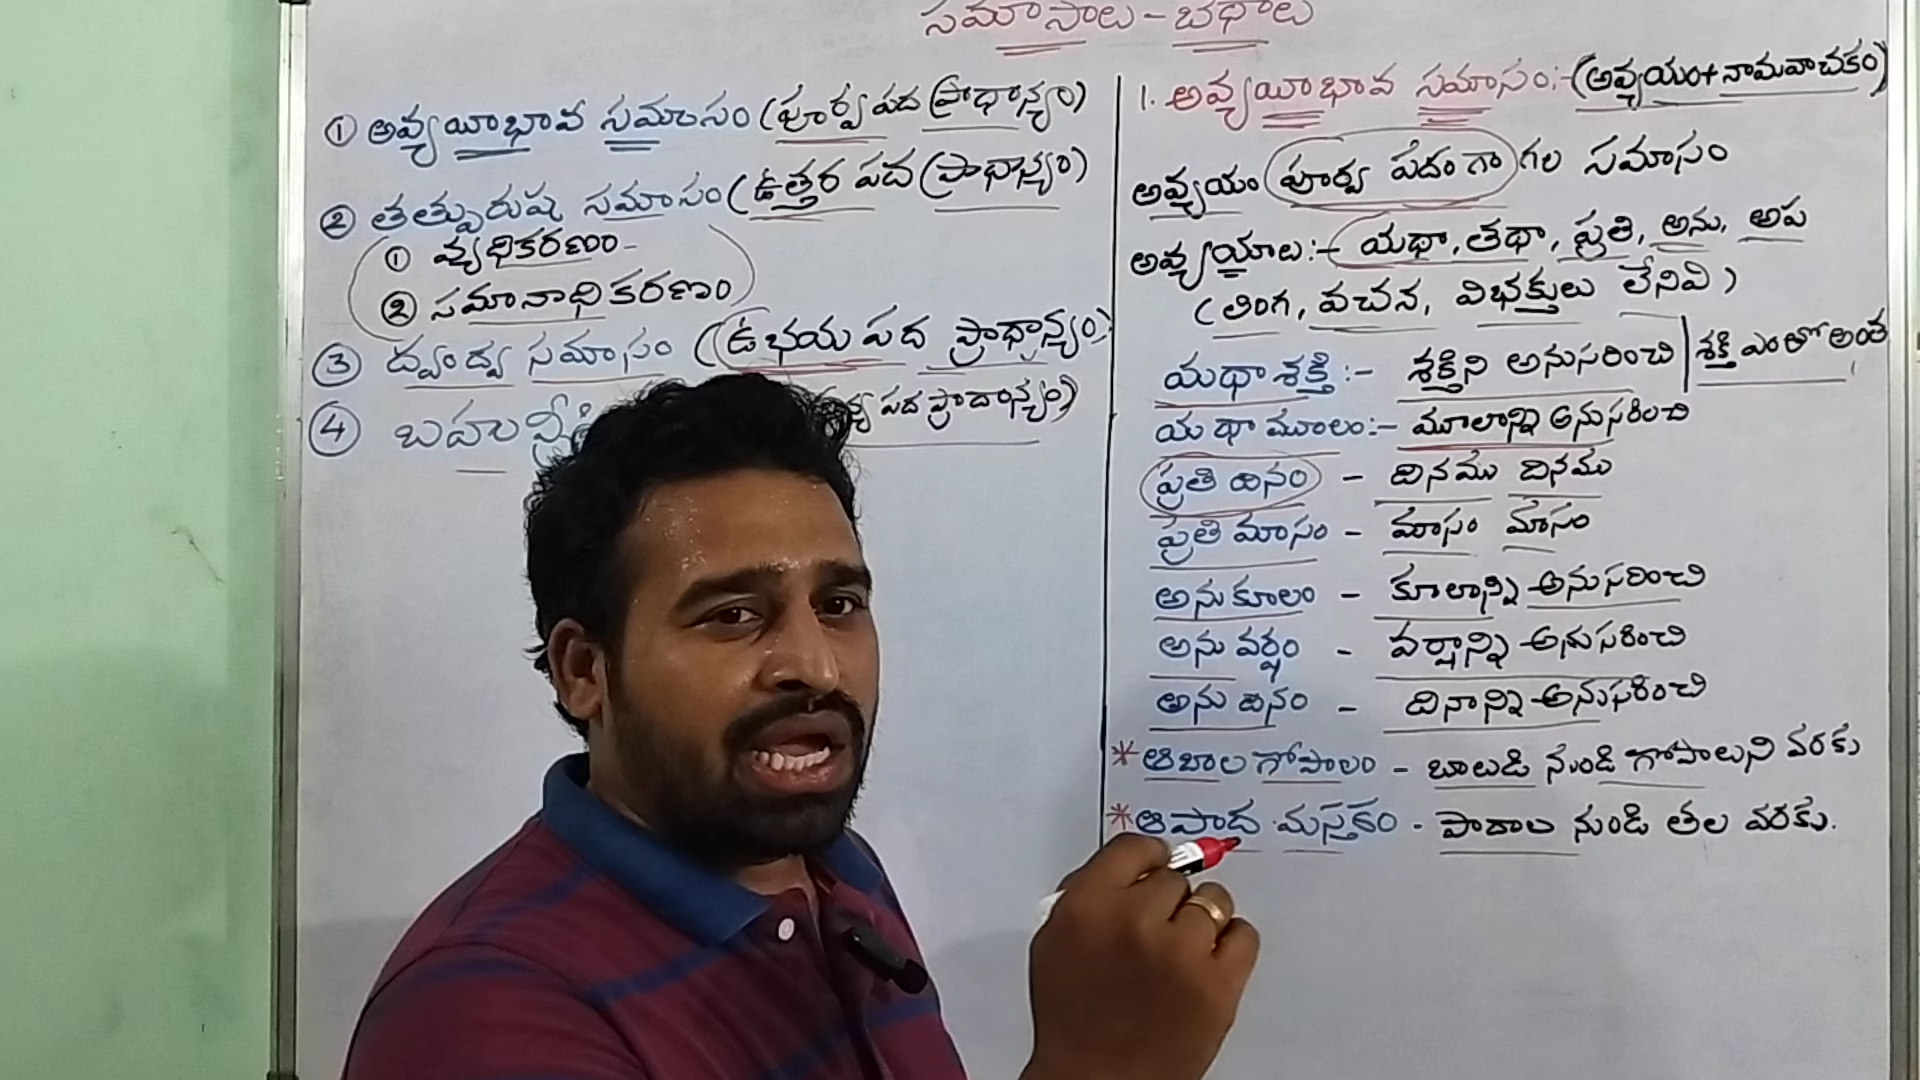 సమాసాలు - బేధాలు
① అవ్యయీభావ సమాసం (పూర్వ పద ప్రాధాన్యం)
② తత్పురుష సమాసం (ఉత్తర పద ప్రాధాన్యం)
① వ్యధికరణం-
② సమానాధికరణం
③ ద్వంద్వ సమాసం (ఉభయ పద ప్రాధాన్యం)
④ పద ప్రాదాన్యం)
1. అవ్యయీభావ సమాసం:-(అవ్యయం+నామవాచకం)
అవ్యయం పూర్వ పదంగా గల సమాసం
అవ్యయాలు:- యథా, తథా, ప్రతి, అను, అప
(లింగ, వచన, విభక్తులు లేనివి)
యథాశక్తి :- శక్తిని అనుసరించి | శక్తి ఎంతో అంత
యథా మూలం:- మూలాన్ని అనుసరించి
ప్రతి దినం - దినము దినము
ప్రతి మాసం - మాసం మాసం
అనుకూలం - కూలాన్ని అనుసరించి
అను వర్షం - వర్షాన్ని అనుసరించి
అను దినం - దినాన్ని అనుసరించి
* ఆబాల గోపాలం - బాలుడి నుండి గోపాలుని వరకు
* ఆపాద మస్తకం - పాదాల నుండి తల వరకు.